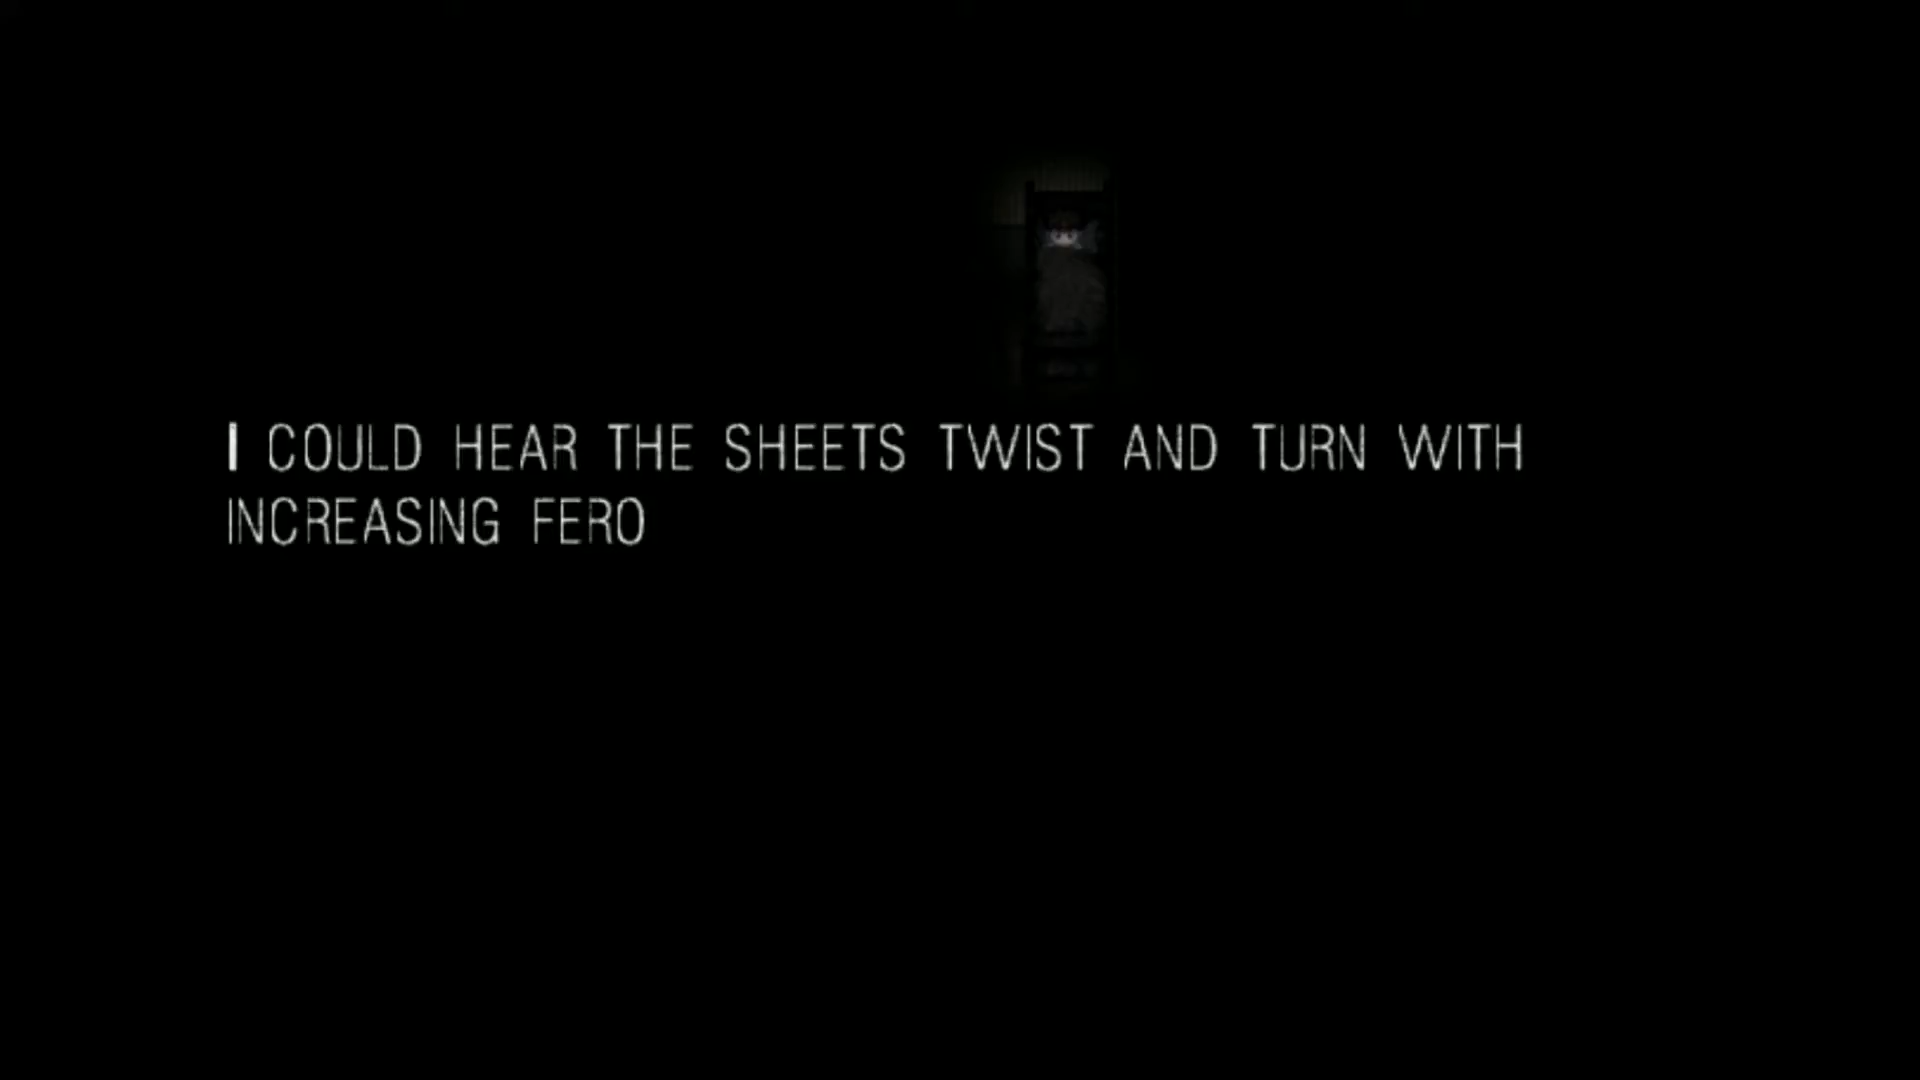 I COULD HEAR THE SHEETS TWIST AND TURN WITH
INCREASING FERO